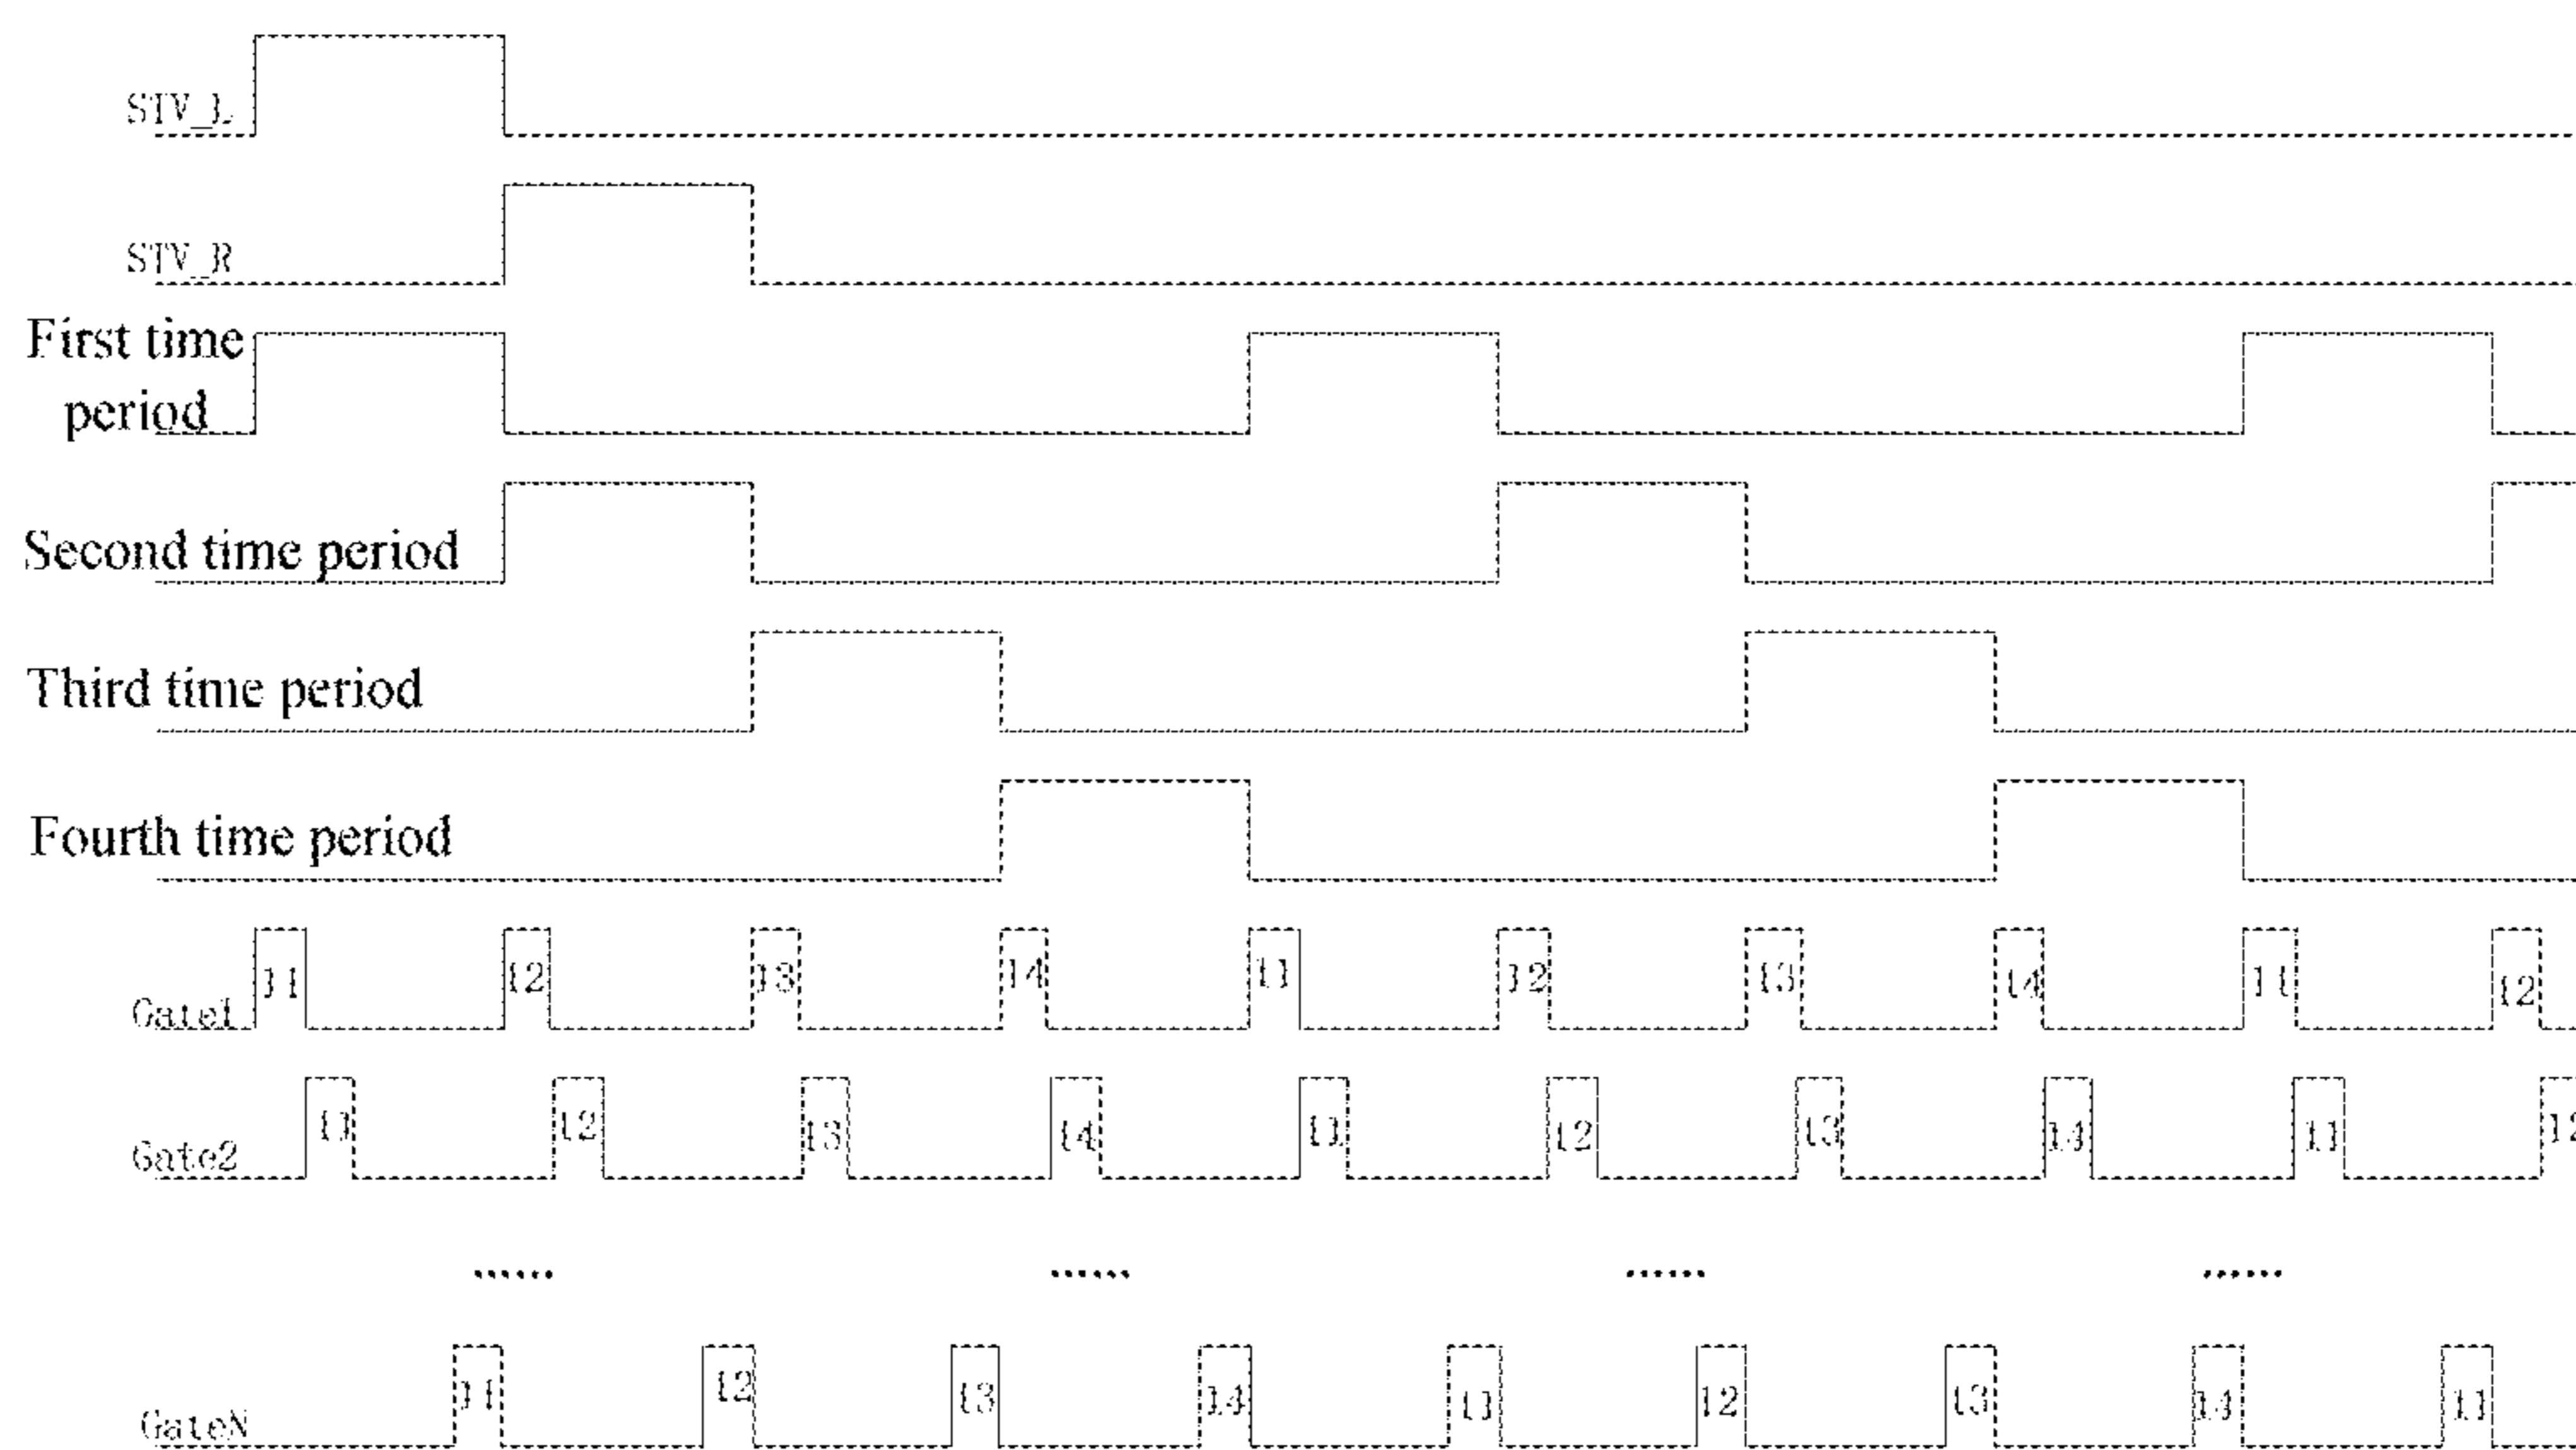 STV_L
STV_R
First time
period
Second time period
Third time period
Fourth time period
Gate1
t1 t2 t3 t4 t1 t2 t3 t4 t1 t2
Gate2
t1 t2 t3 t4 t1 t2 t3 t4 t1 t2
......
......
......
......
GateN
t1 t2 t3 t4 t1 t2 t3 t4 t1